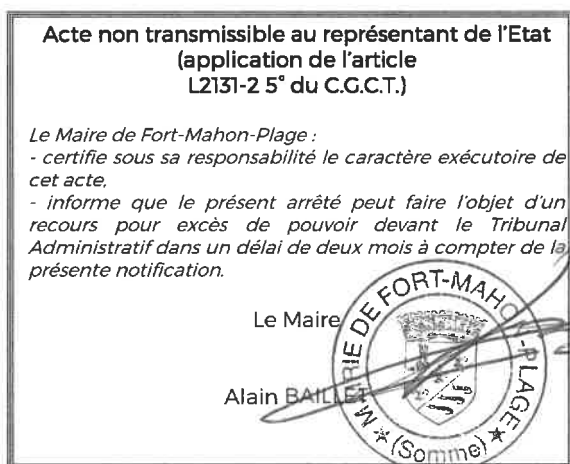 Acte non transmissible au représentant de l'Etat
(application de l'article
L2131-2 5° du C.G.C.T.)
Le Maire de Fort-Mahon-Plage :
- certifie sous sa responsabilité le caractère exécutoire de
cet acte,
- informe que le présent arrêté peut faire l'objet d'un
recours pour excès de pouvoir devant le Tribunal
Administratif dans un délai de deux mois à compter de la
présente notification.
Le Maire
Alain BAILLET
MAIRIE DE FORT-MAHON-PLAGE
(Somme)